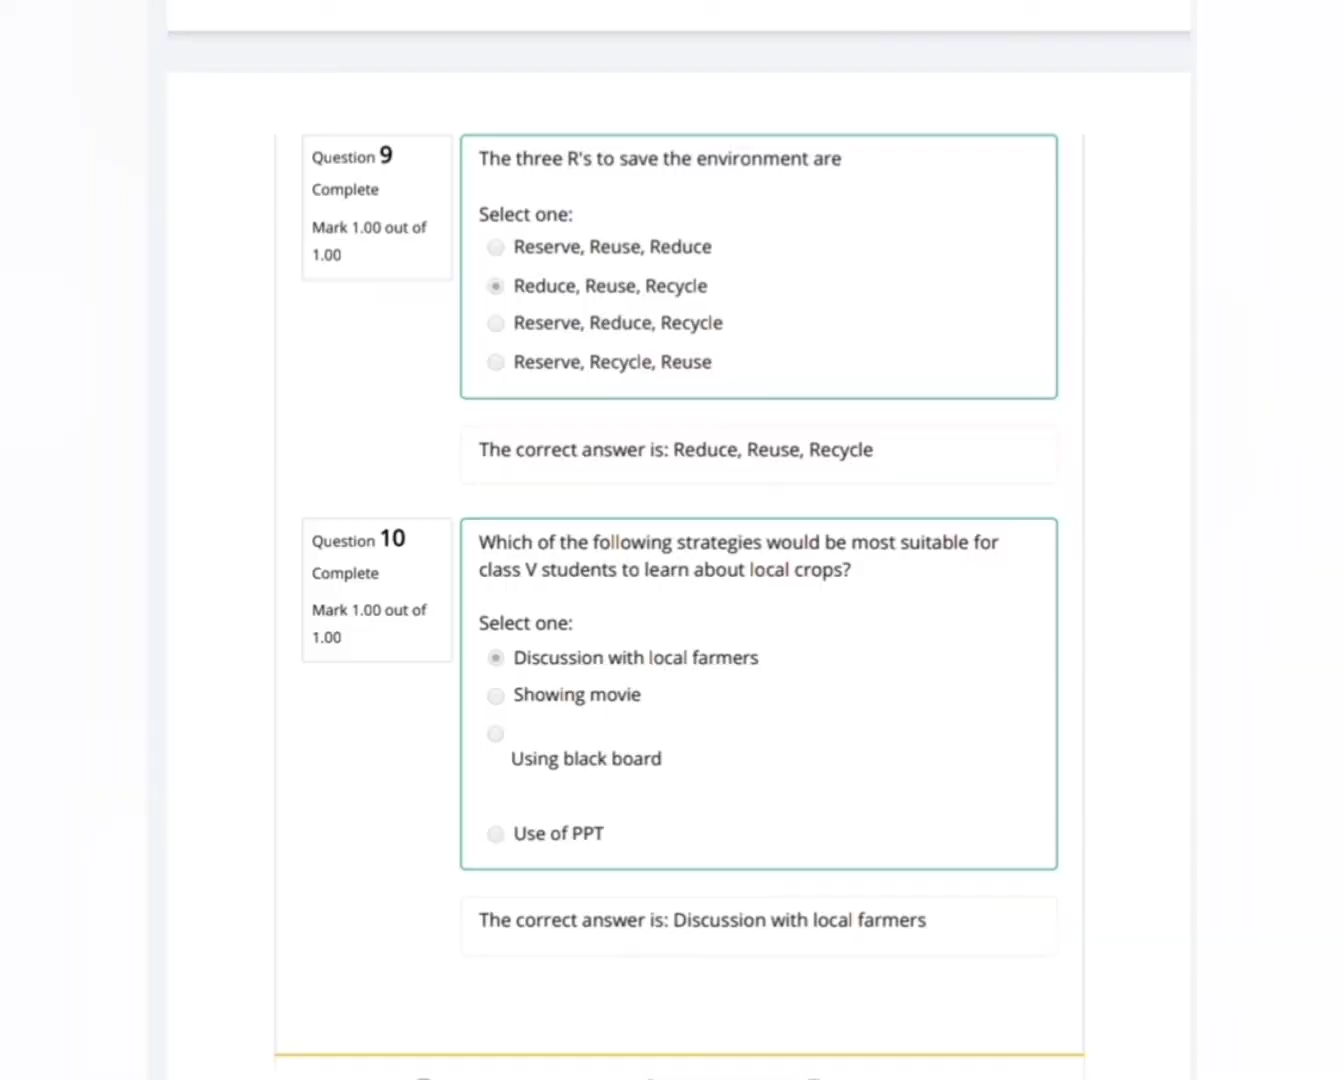 Question 9
Complete
Mark 1.00 out of
1.00
The three R's to save the environment are
Select one:
Reserve, Reuse, Reduce
Reduce, Reuse, Recycle
Reserve, Reduce, Recycle
Reserve, Recycle, Reuse
The correct answer is: Reduce, Reuse, Recycle
Question 10
Complete
Mark 1.00 out of
1.00
Which of the following strategies would be most suitable for
class V students to learn about local crops?
Select one:
Discussion with local farmers
Showing movie
Using black board
Use of PPT
The correct answer is: Discussion with local farmers